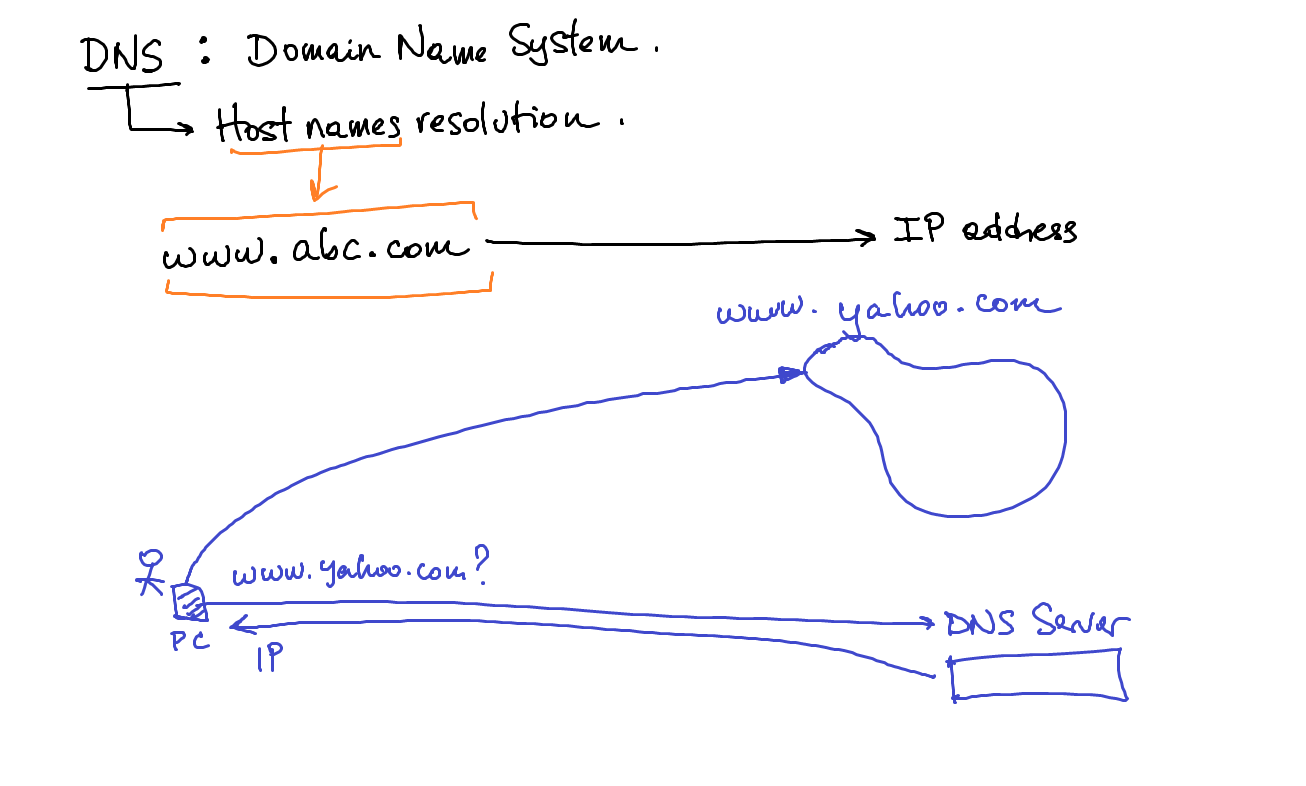 DNS : Domain Name System.
Host names resolution.
www.abc.com
IP address
www.yahoo.com
www.yahoo.com?
DNS Server
PC
IP